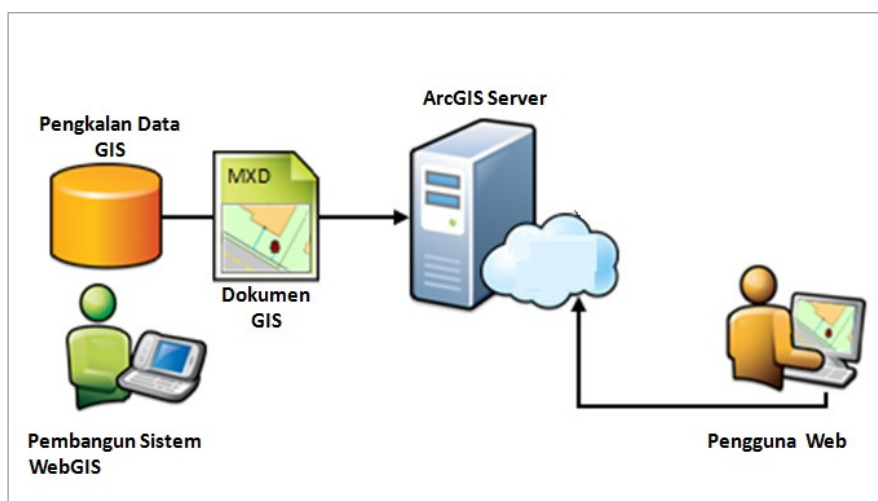 ArcGIS Server
Pengkalan Data
GIS
MXD
Dokumen
GIS
Pembangun Sistem
WebGIS
Pengguna Web